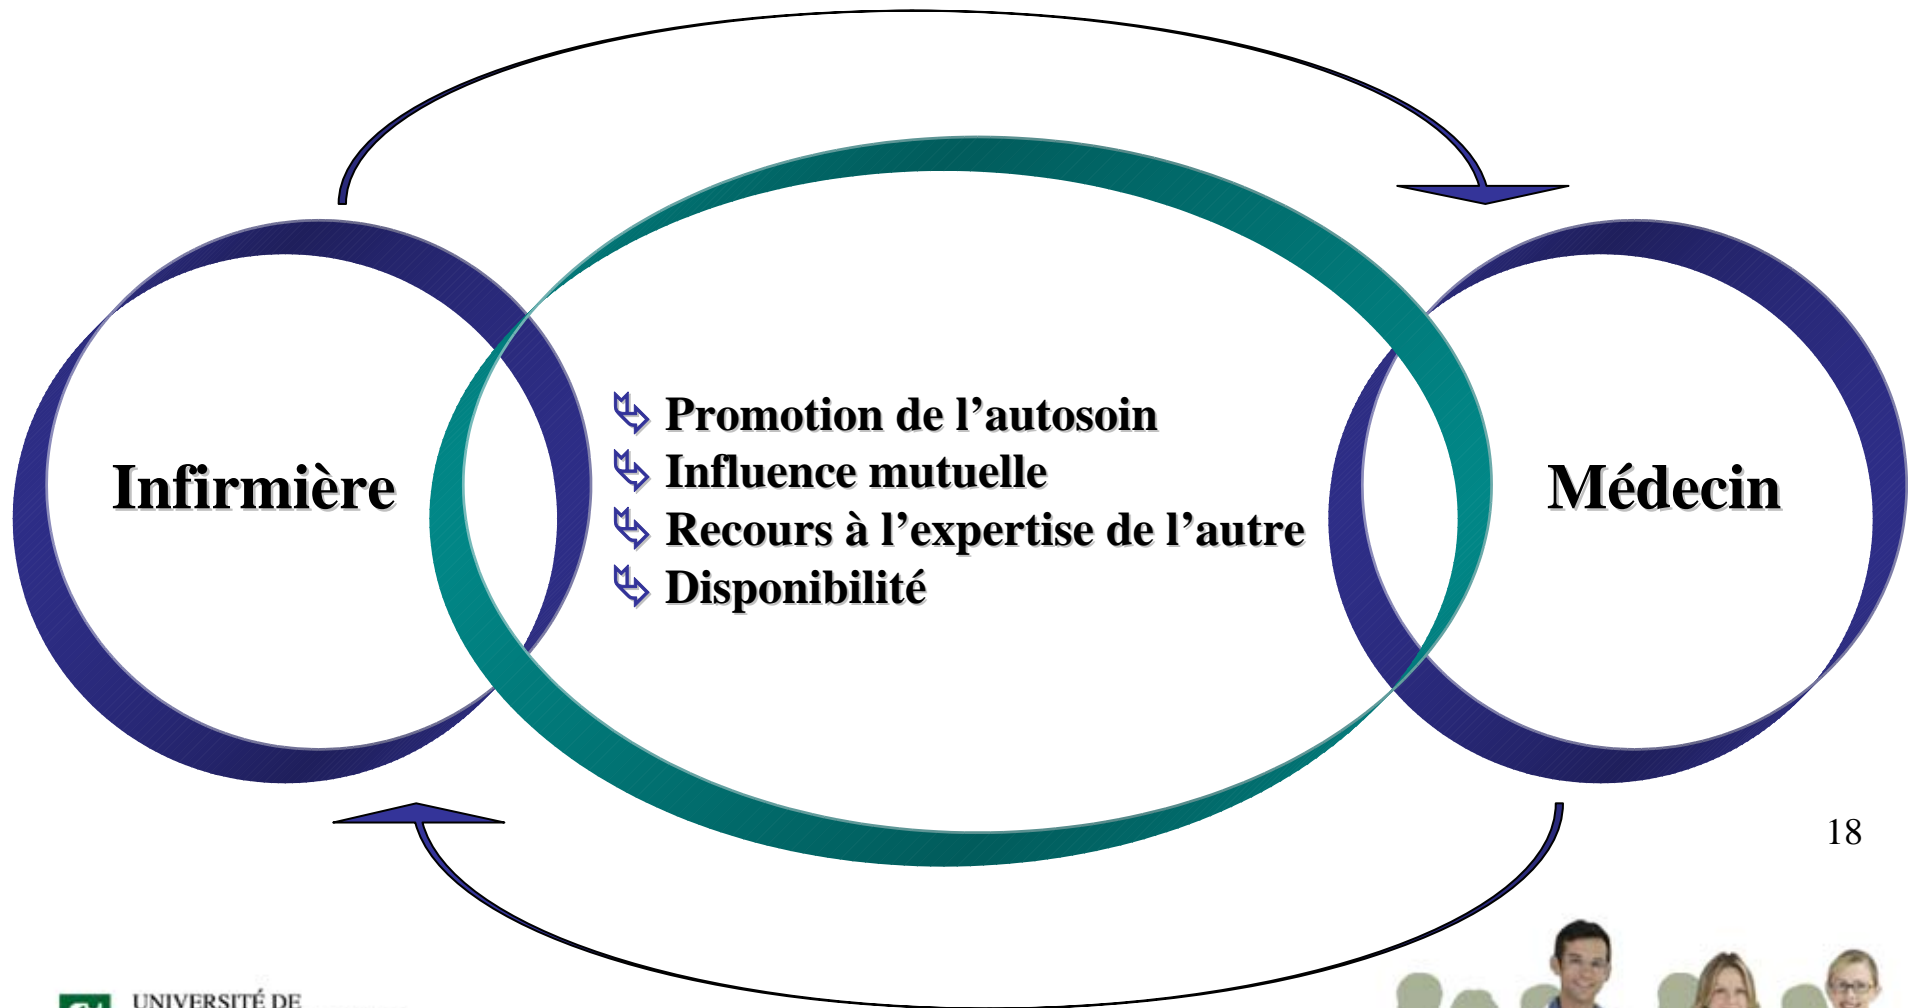 Promotion de l’autosoin
Influence mutuelle
Infirmière
Médecin
Recours à l’expertise de l’autre
Disponibilité
18
UNIVERSITÉ DE